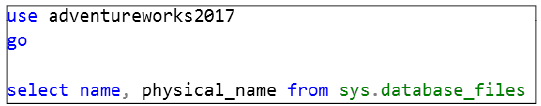 use adventureworks2017
go
select name, physical_name from sys.database_files